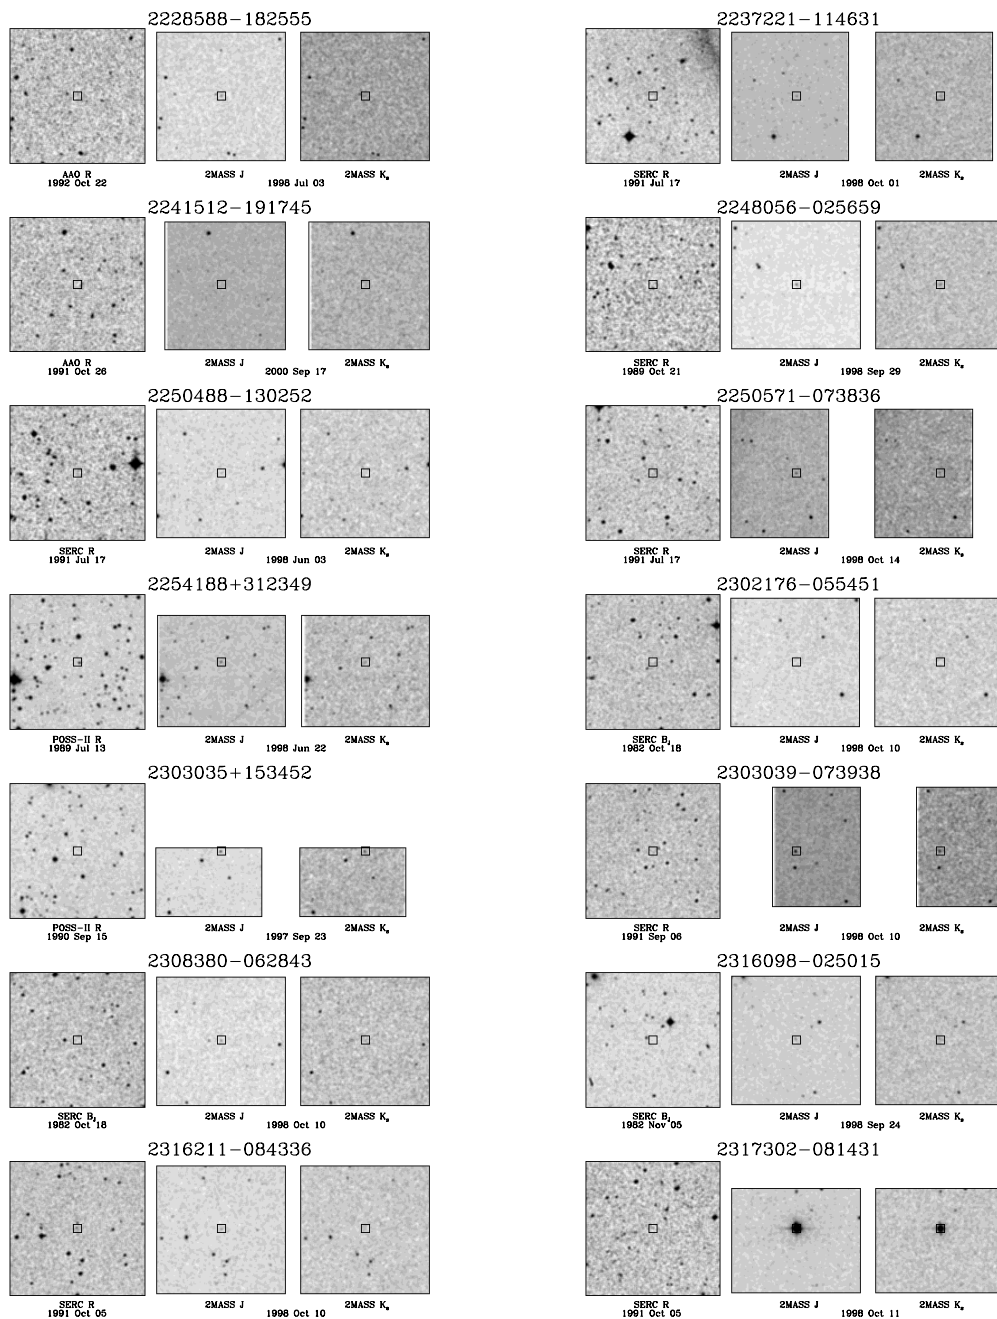 2228588-182555
AAO R
1992 Oct 22
2MASS J
1998 Jul 03
2MASS Ks
2237221-114631
SERC R
1991 Jul 17
2MASS J
1998 Oct 01
2MASS Ks
2241512-191745
AAO R
1991 Oct 26
2MASS J
2000 Sep 17
2MASS Ks
2248056-025659
SERC R
1989 Oct 21
2MASS J
1998 Sep 29
2MASS Ks
2250488-130252
SERC R
1991 Jul 17
2MASS J
1998 Jun 03
2MASS Ks
2250571-073836
SERC R
1991 Jul 17
2MASS J
1998 Oct 14
2MASS Ks
2254188+312349
POSS-II R
1989 Jul 13
2MASS J
1998 Jun 22
2MASS Ks
2302176-055451
SERC BJ
1982 Oct 18
2MASS J
1998 Oct 10
2MASS Ks
2303035+153452
POSS-II R
1990 Sep 15
2MASS J
1997 Sep 23
2MASS Ks
2303039-073938
SERC R
1991 Sep 06
2MASS J
1998 Oct 10
2MASS Ks
2308380-062843
SERC BJ
1982 Oct 18
2MASS J
1998 Oct 10
2MASS Ks
2316098-025015
SERC BJ
1982 Nov 05
2MASS J
1998 Sep 24
2MASS Ks
2316211-084336
SERC R
1991 Oct 05
2MASS J
1998 Oct 10
2MASS Ks
2317302-081431
SERC R
1991 Oct 05
2MASS J
1998 Oct 11
2MASS Ks